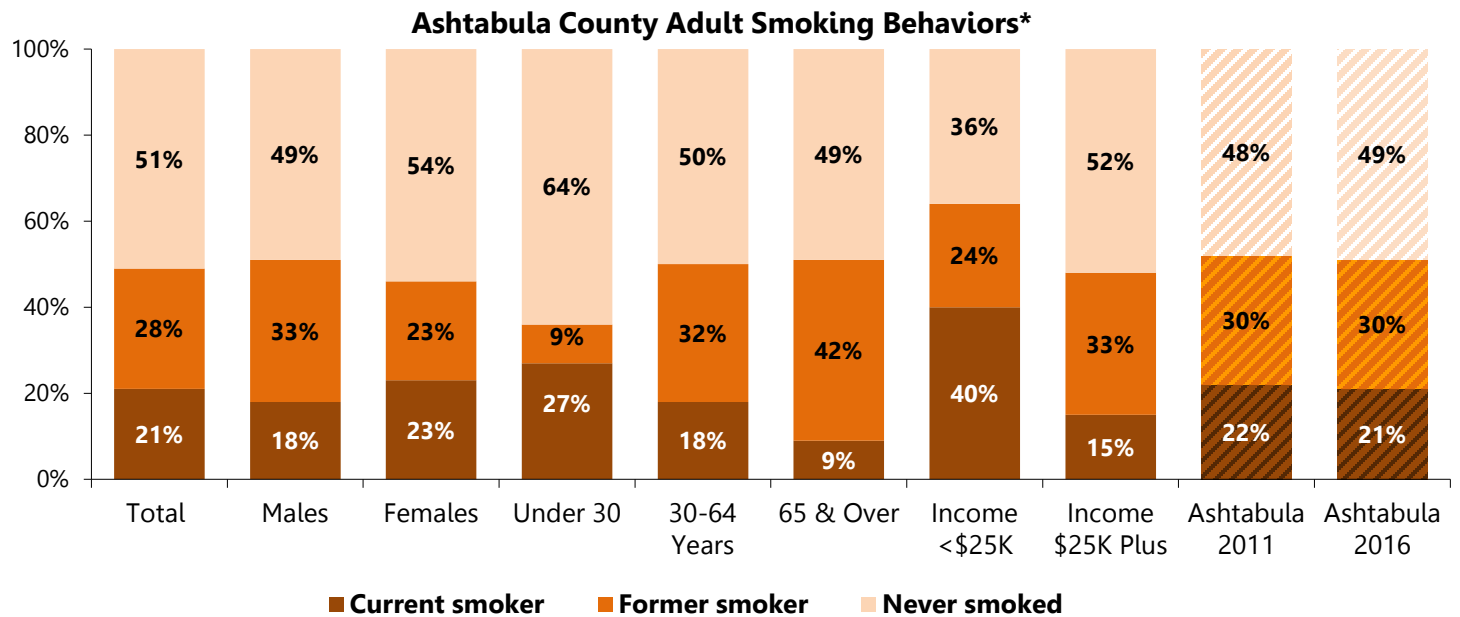 Ashtabula County Adult Smoking Behaviors*
100%
80%
60%
40%
20%
0%
51%
28%
21%
49%
33%
18%
54%
23%
23%
64%
9%
27%
50%
32%
18%
49%
42%
9%
36%
24%
40%
52%
33%
15%
48%
30%
22%
49%
30%
21%
Total
Males
Females
Under 30
30-64
Years
65 & Over
Income
<$25K
Income
$25K Plus
Ashtabula
2011
Ashtabula
2016
Current smoker
Former smoker
Never smoked